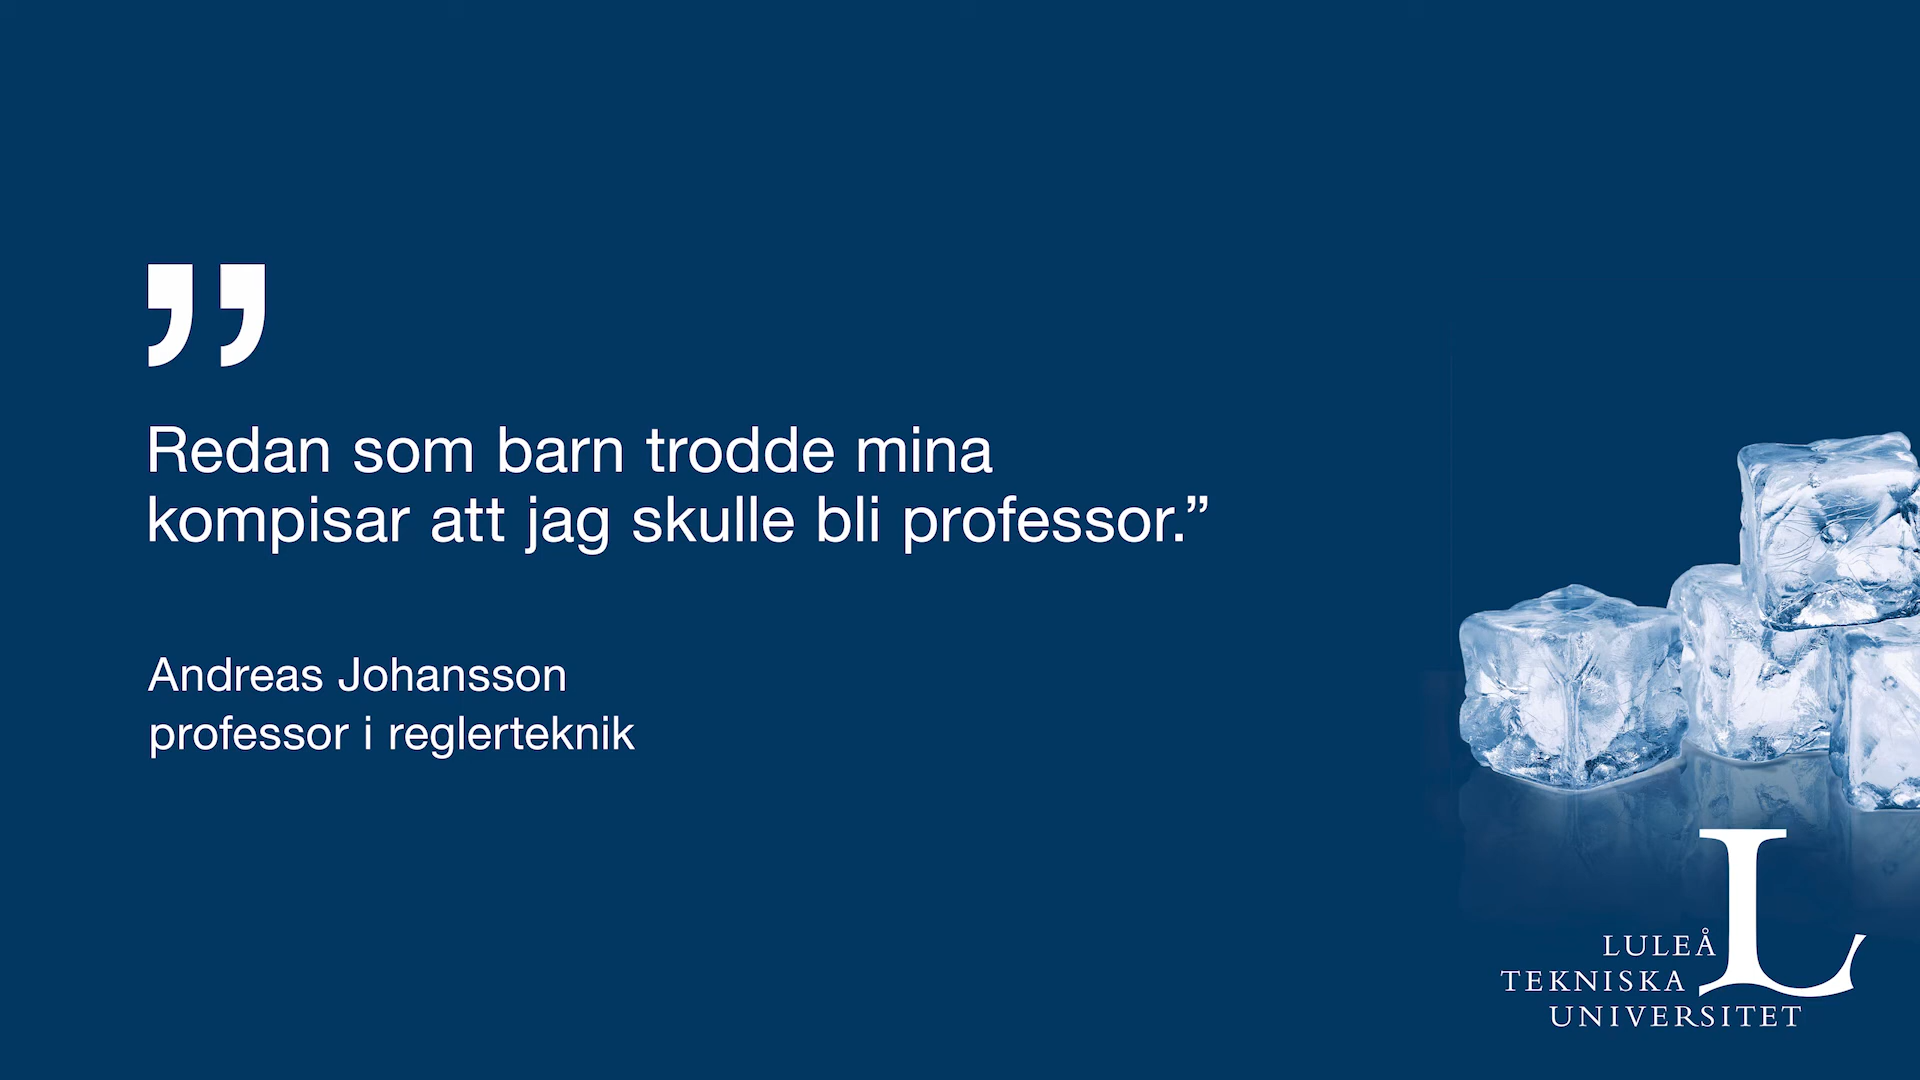 ”
Redan som barn trodde mina
kompisar att jag skulle bli professor.”
Andreas Johansson
professor i reglerteknik
L
LULEÅ
TEKNISKA
UNIVERSITET